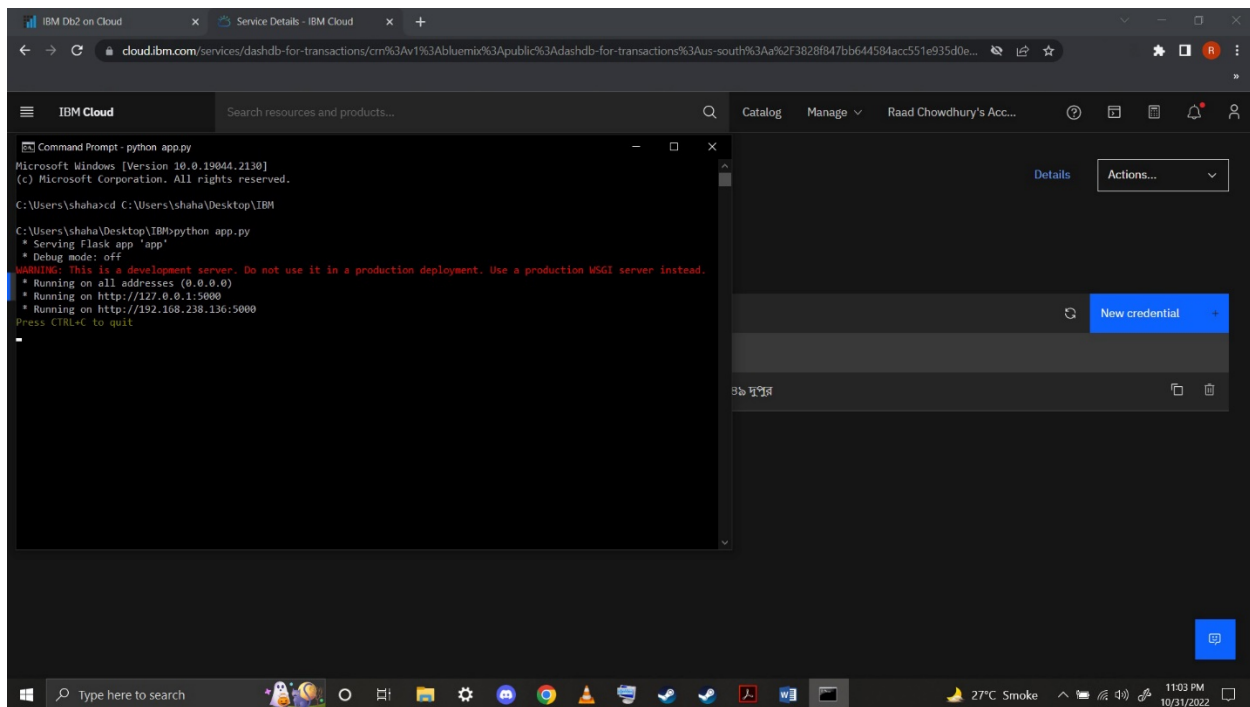 IBM Db2 on Cloud
Service Details - IBM Cloud
cloud.ibm.com/services/dashdb-for-transactions/crn%3Av1%3Abluemix%3Apublic%3Adashdb-for-transactions%3Aus-south%3Aa%2F3828f847bb644584acc551e935d0e...
R
IBM Cloud
Search resources and products...
Catalog
Manage
Raad Chowdhury's Acc...
Command Prompt - python app.py
Microsoft Windows [Version 10.0.19044.2130]
(c) Microsoft Corporation. All rights reserved.
C:\Users\shaha>cd C:\Users\shaha\Desktop\IBM
C:\Users\shaha\Desktop\IBM>python app.py
* Serving Flask app 'app'
* Debug mode: off
WARNING: This is a development server. Do not use it in a production deployment. Use a production WSGI server instead.
* Running on all addresses (0.0.0.0)
* Running on http://127.0.0.1:5000
* Running on http://192.168.238.136:5000
Press CTRL+C to quit
Details
Actions...
New credential
৪৯ দুপুর
Type here to search
27°C Smoke
11:03 PM
10/31/2022